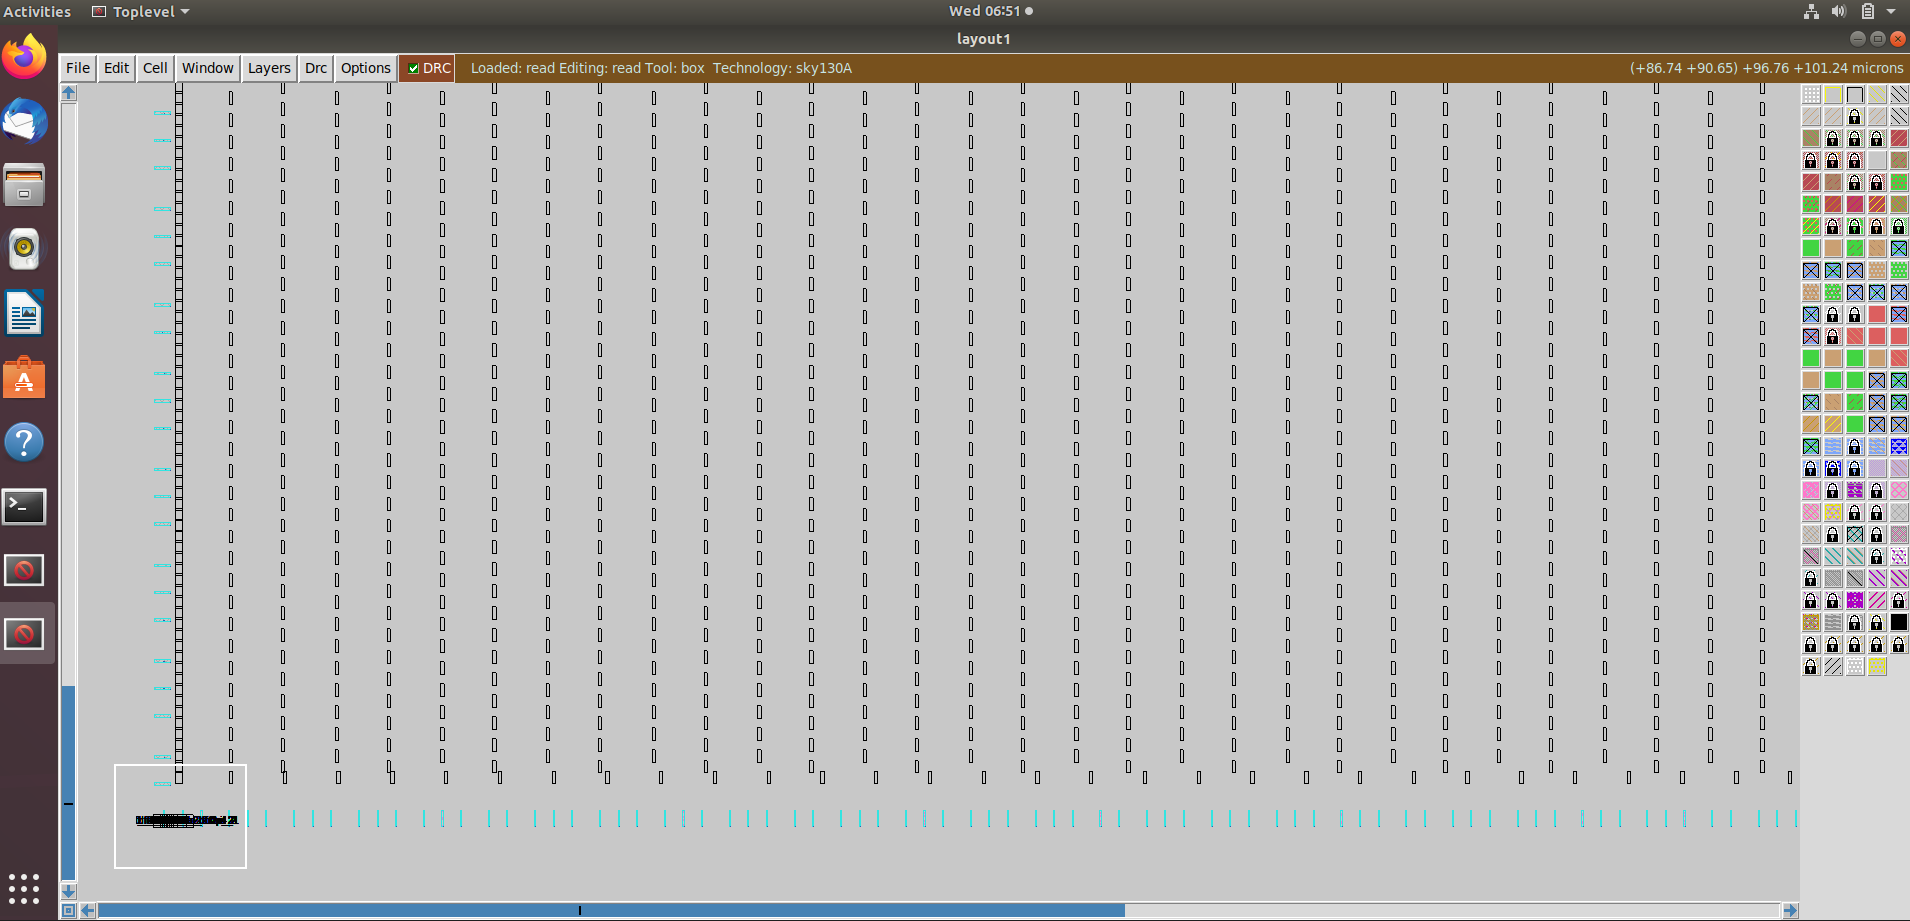 Activities Toplevel Wed 06:51
layout1
File Edit Cell Window Layers Drc Options DRC Loaded: read Editing: read Tool: box Technology: sky130A (+86.74 +90.65) +96.76 +101.24 microns